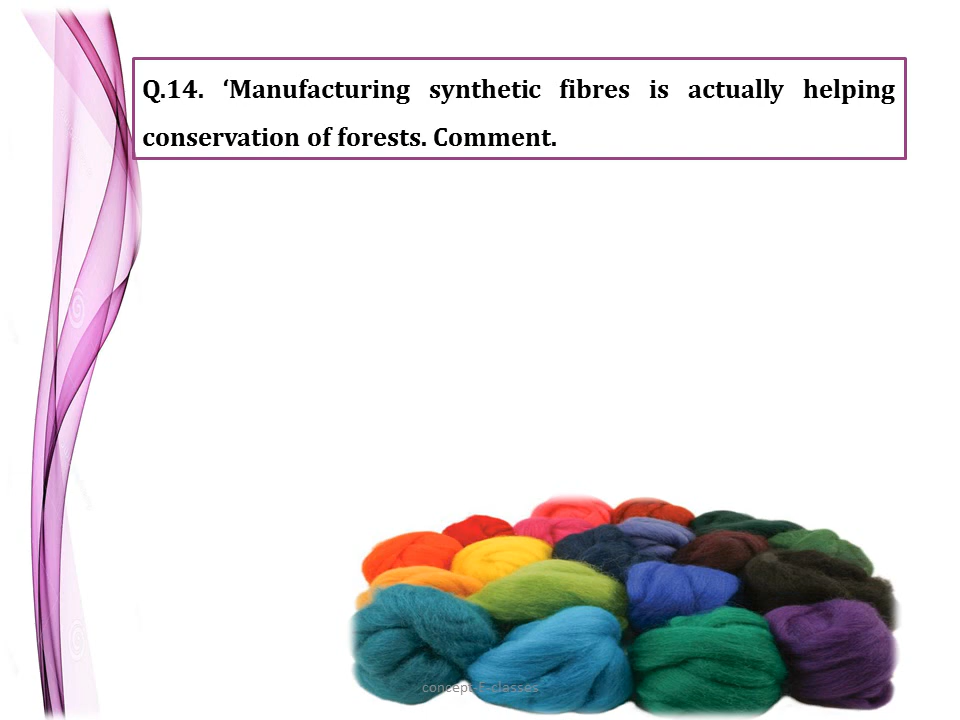 Q.14. ‘Manufacturing synthetic fibres is actually helping
conservation of forests. Comment.
concept-E-classes